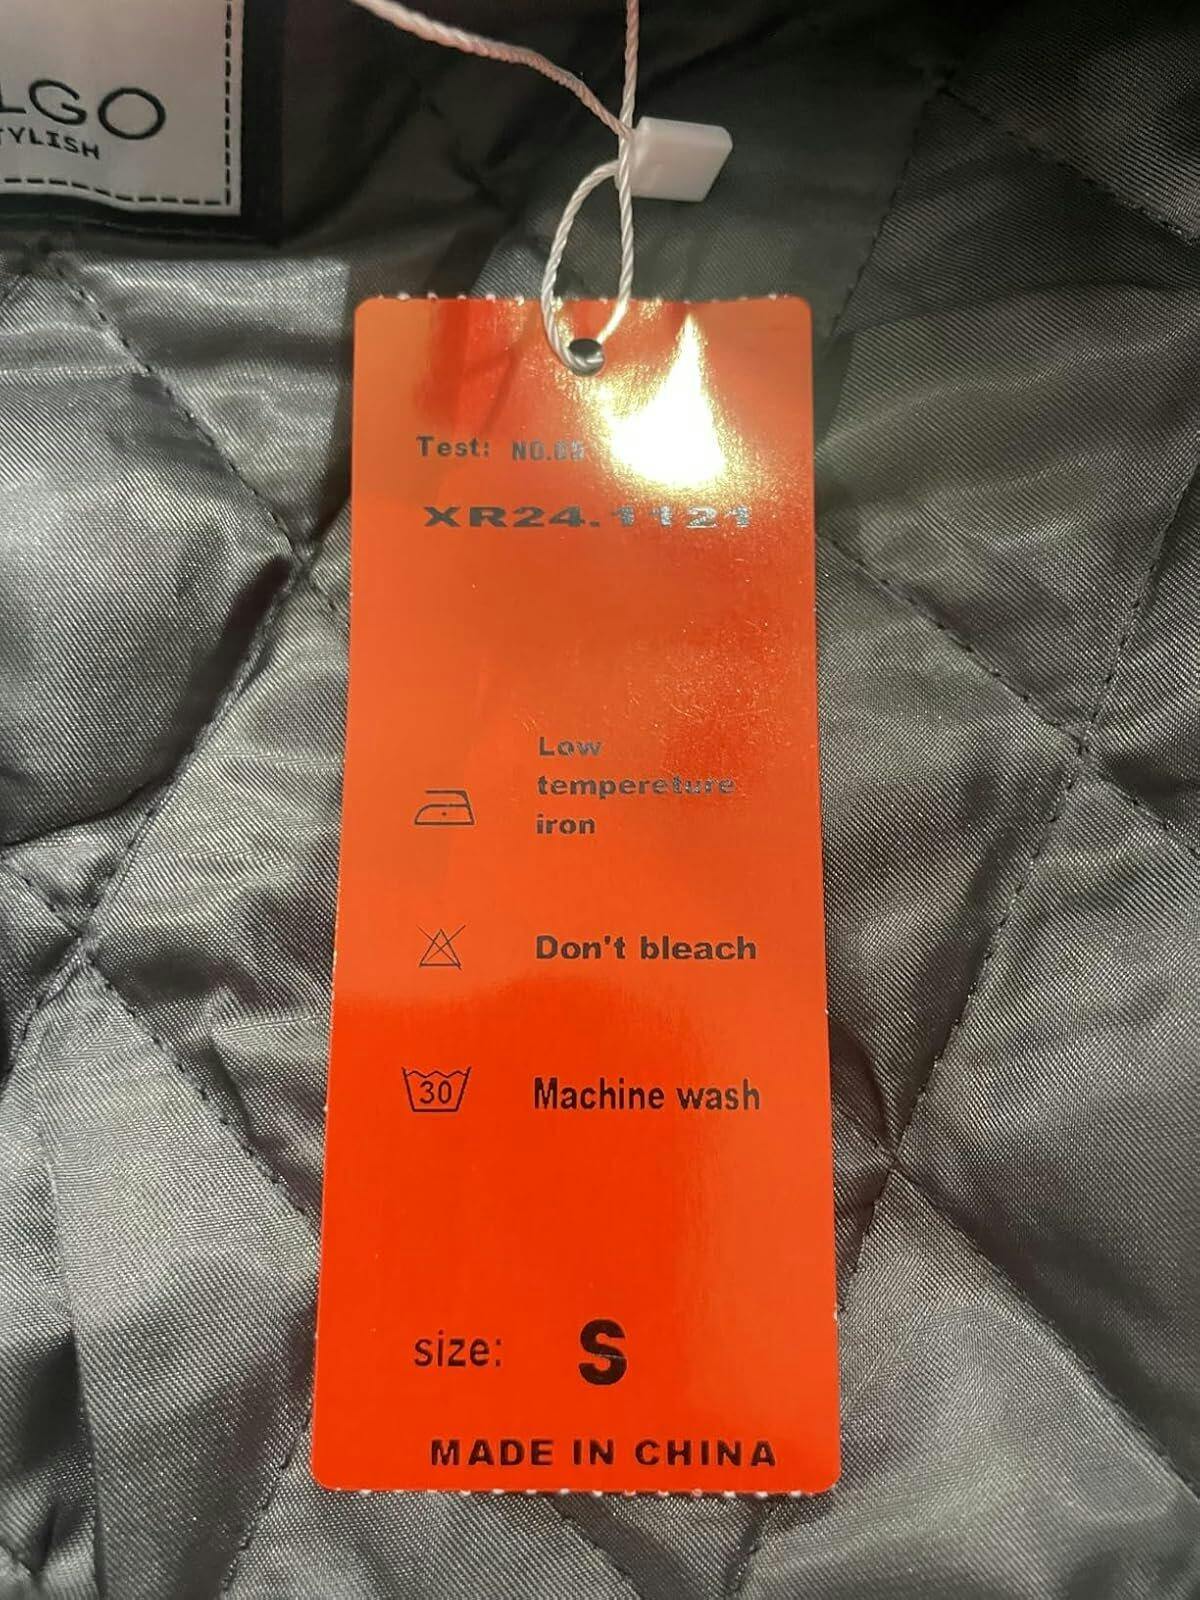 LGO
TYLISH
Test: NO.
XR24.1121
Low
tempereture
iron
Don't bleach
30
Machine wash
size: S
MADE IN CHINA